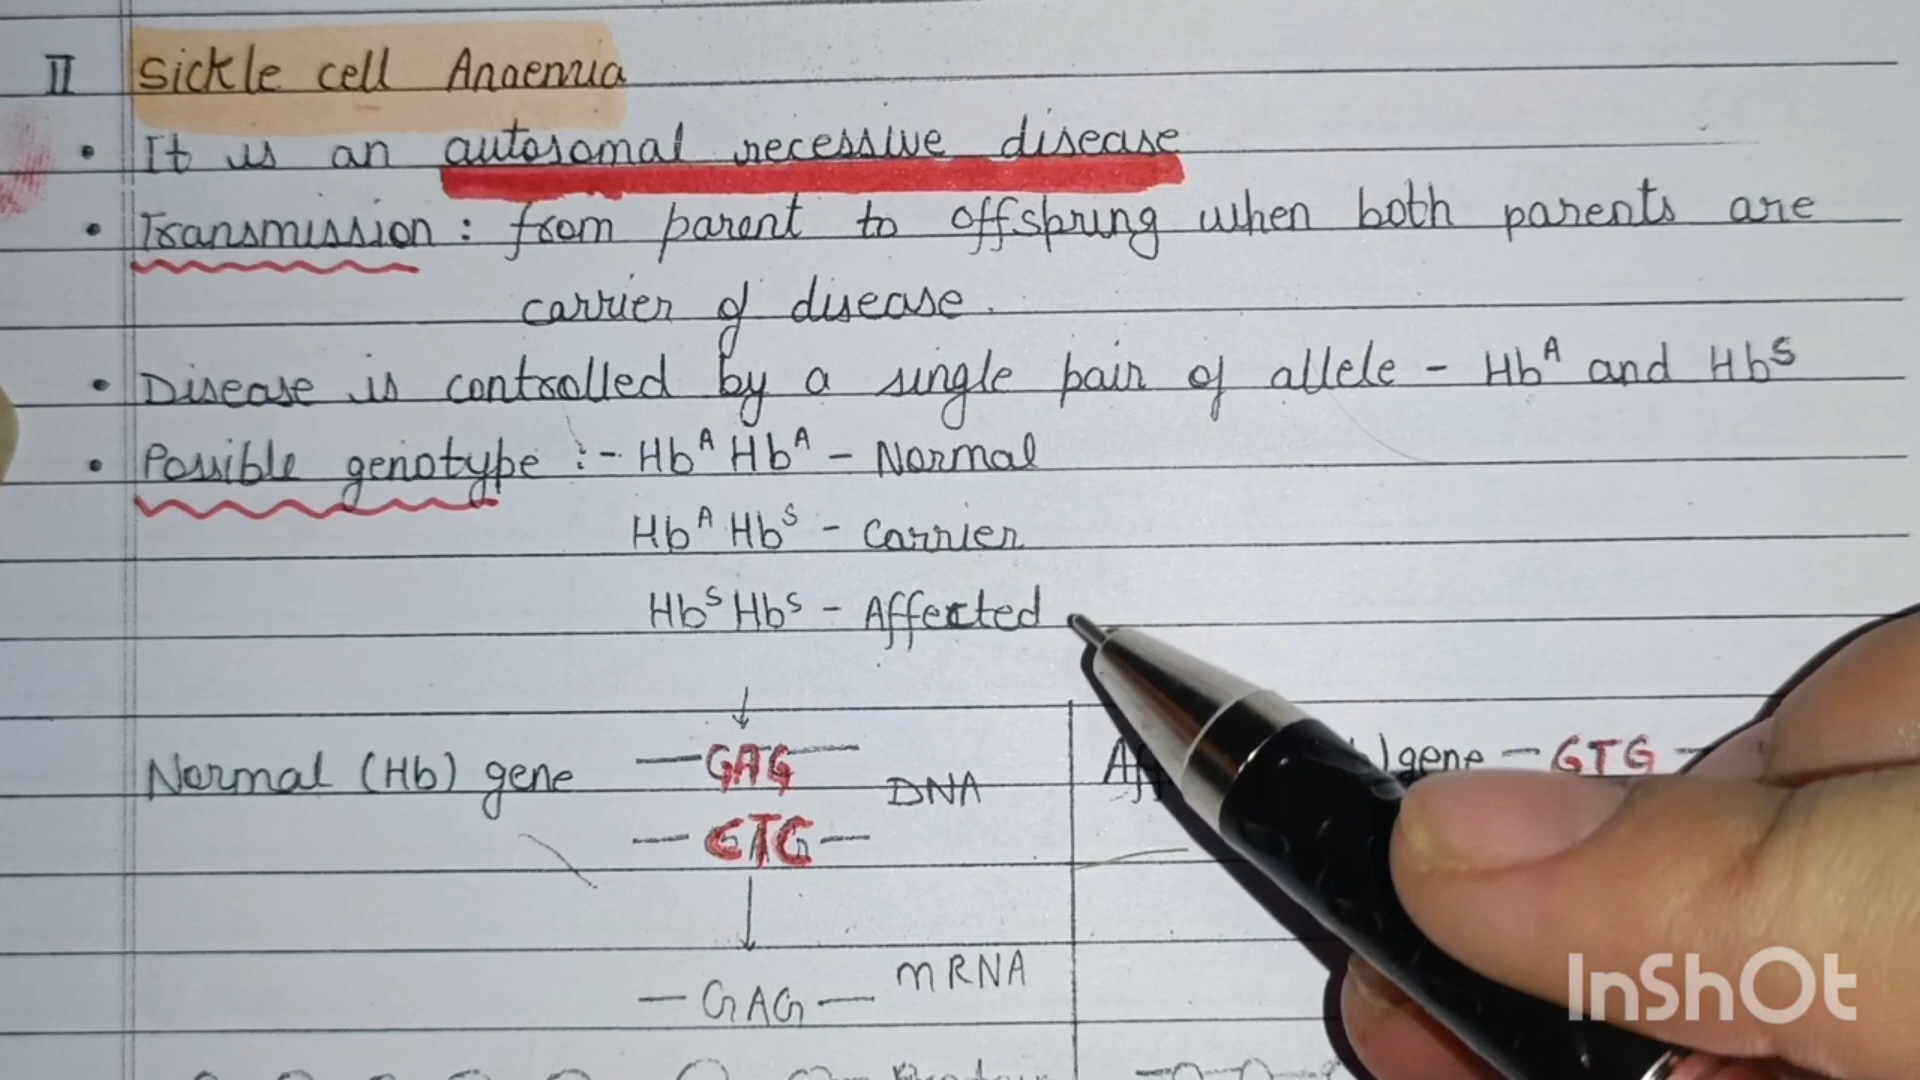 II Sickle cell Anaemia
• It is an autosomal recessive disease
• Transmission : from parent to offspring when both parents are
carrier of disease.
• Disease is controlled by a single pair of allele - Hb^A and Hb^S
• Possible genotype :- Hb^A Hb^A - Normal
Hb^A Hb^S - Carrier
Hb^S Hb^S - Affected
Normal (Hb) gene — GAG — DNA
— CTG —
gene — GTG —
— GAG — mRNA
InShOt